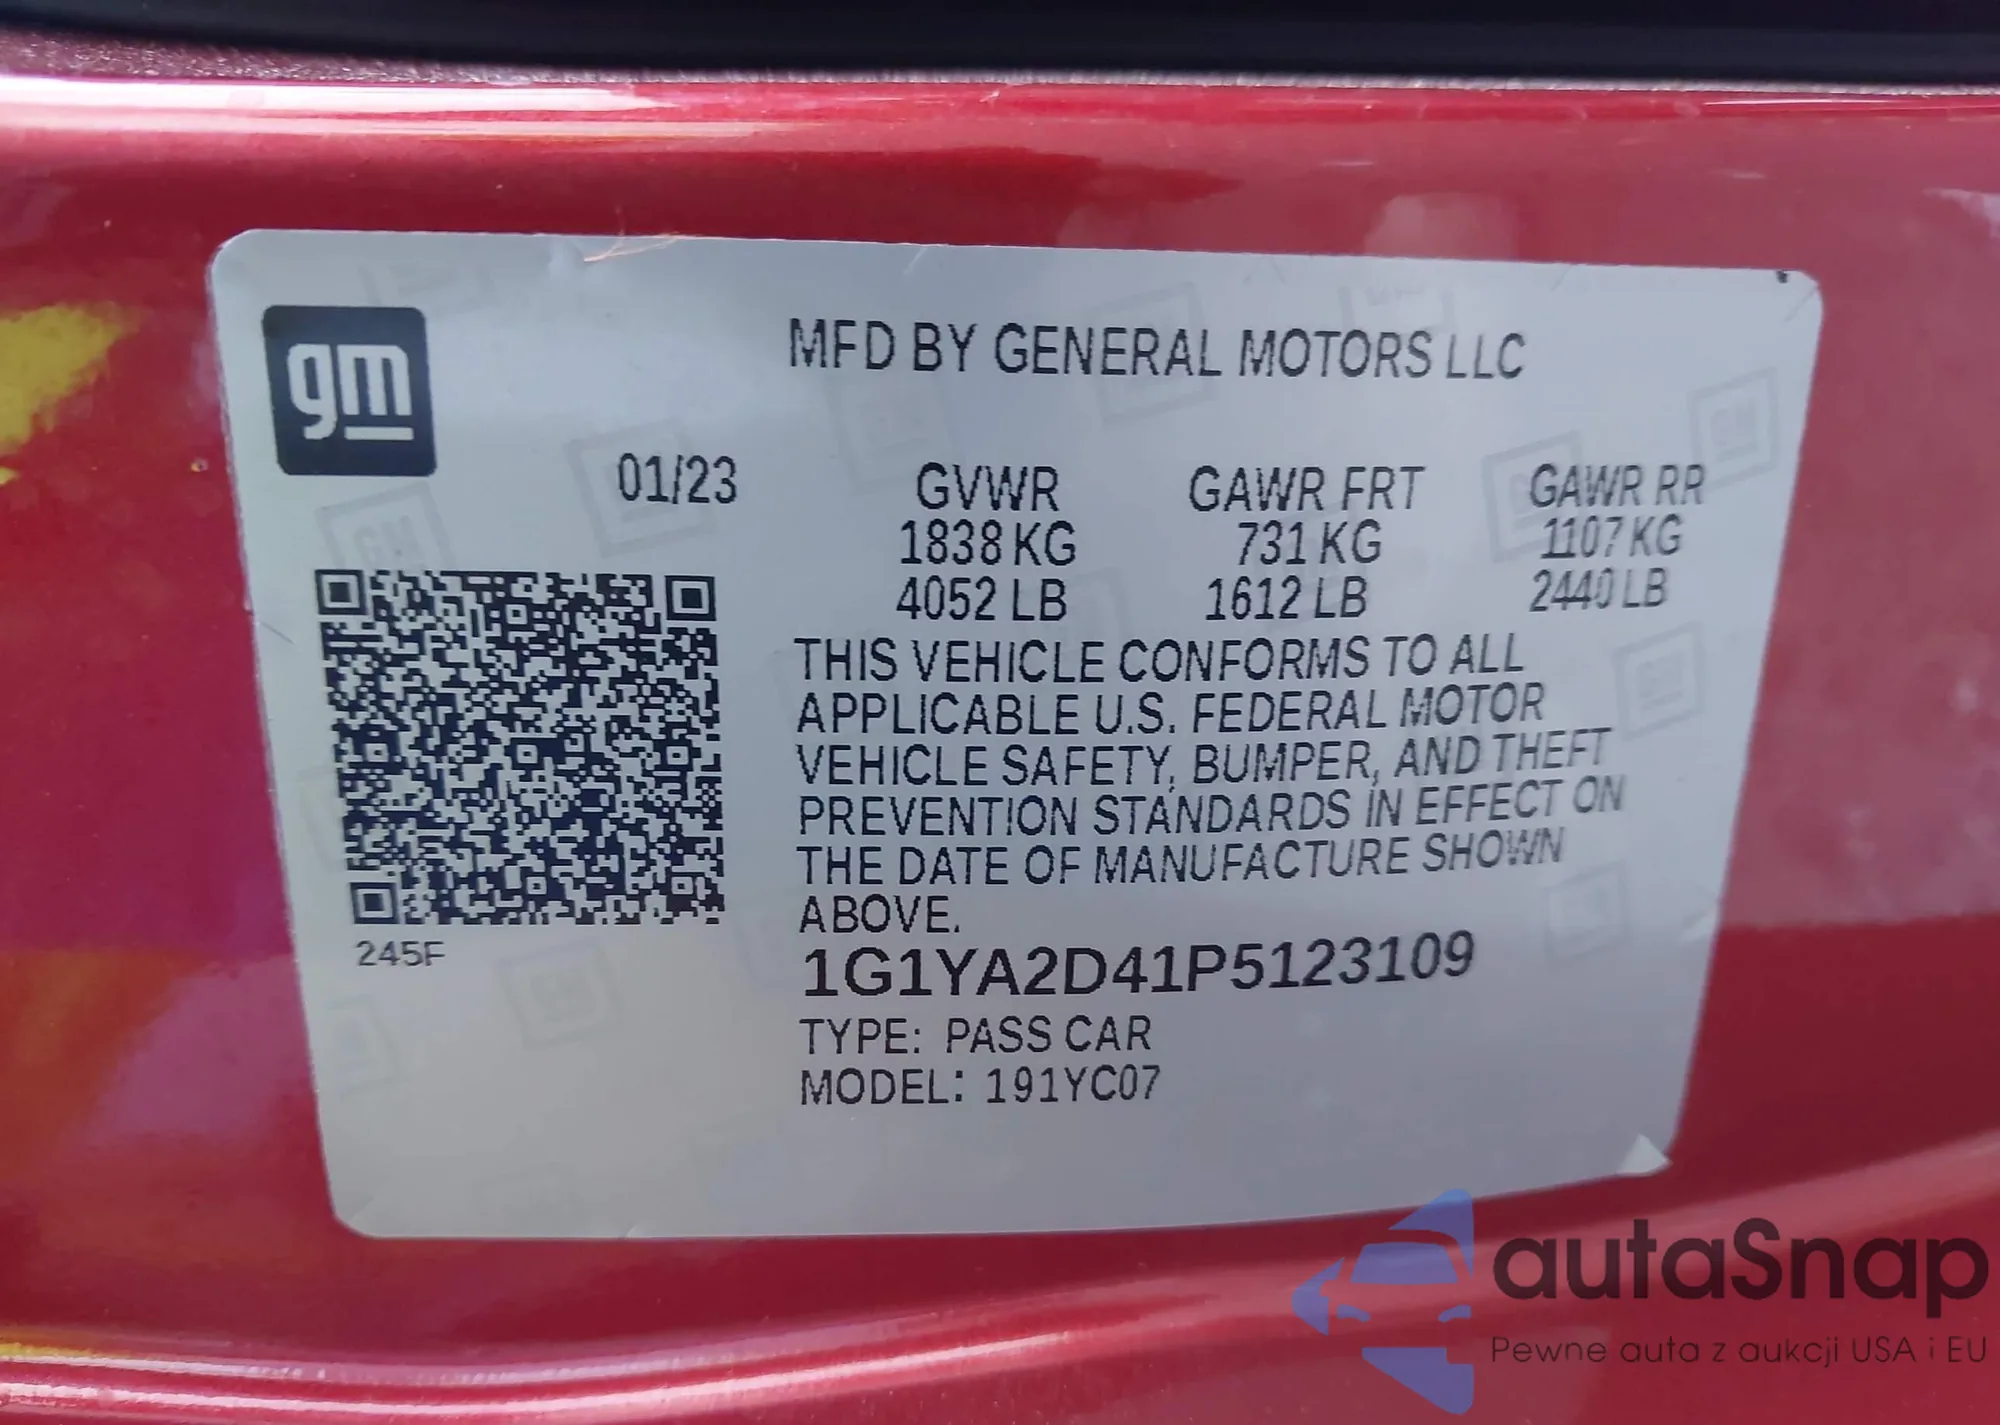 gm
MFD BY GENERAL MOTORS LLC
01/23 GVWR GAWR FRT GAWR RR
1838 KG 731 KG 1107 KG
4052 LB 1612 LB 2440 LB
THIS VEHICLE CONFORMS TO ALL
APPLICABLE U.S. FEDERAL MOTOR
VEHICLE SAFETY, BUMPER, AND THEFT
PREVENTION STANDARDS IN EFFECT ON
THE DATE OF MANUFACTURE SHOWN
ABOVE.
245F
1G1YA2D41P5123109
TYPE: PASS CAR
MODEL: 191YC07
autaSnap
Pewne auta z aukcji USA i EU